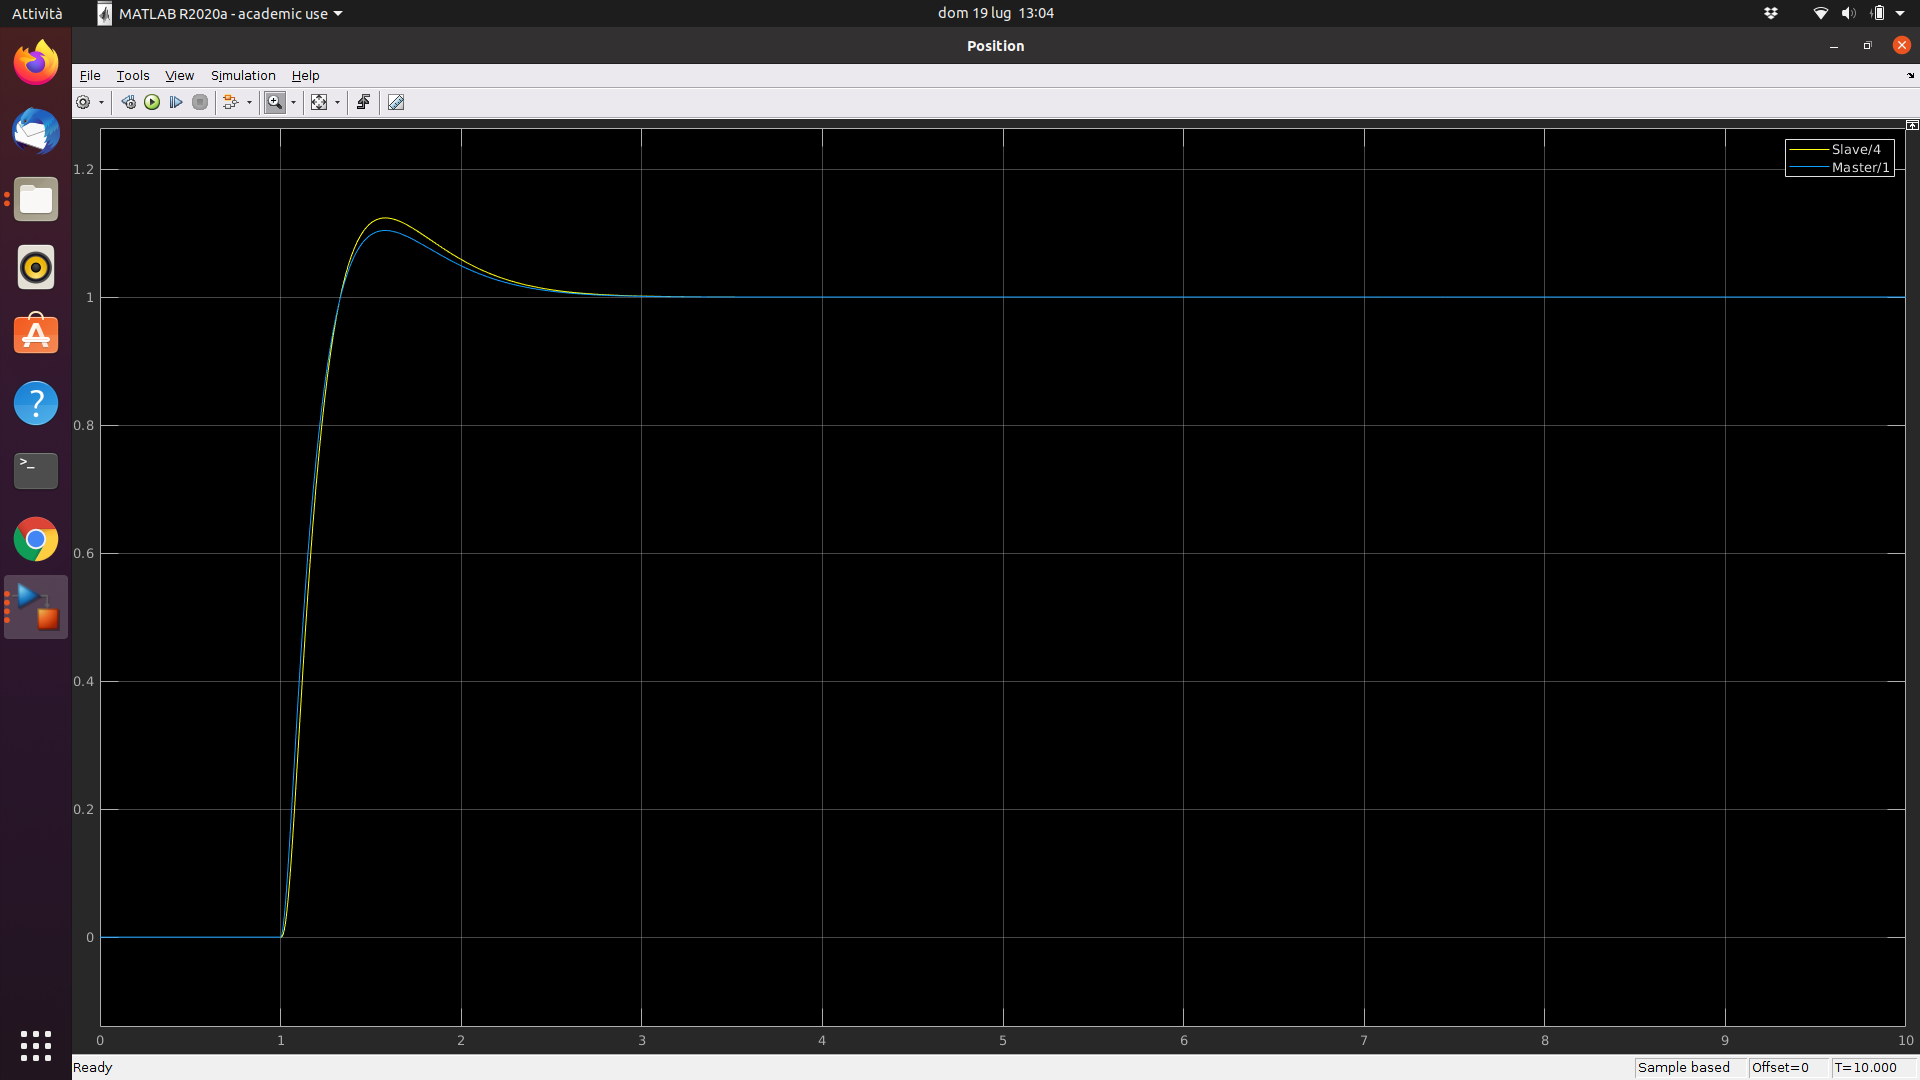 Attività MATLAB R2020a - academic use dom 19 lug 13:04
Position
File Tools View Simulation Help
Slave/4
Master/1
1.2
1
0.8
0.6
0.4
0.2
0
0 1 2 3 4 5 6 7 8 9 10
Ready Sample based Offset=0 T=10.000